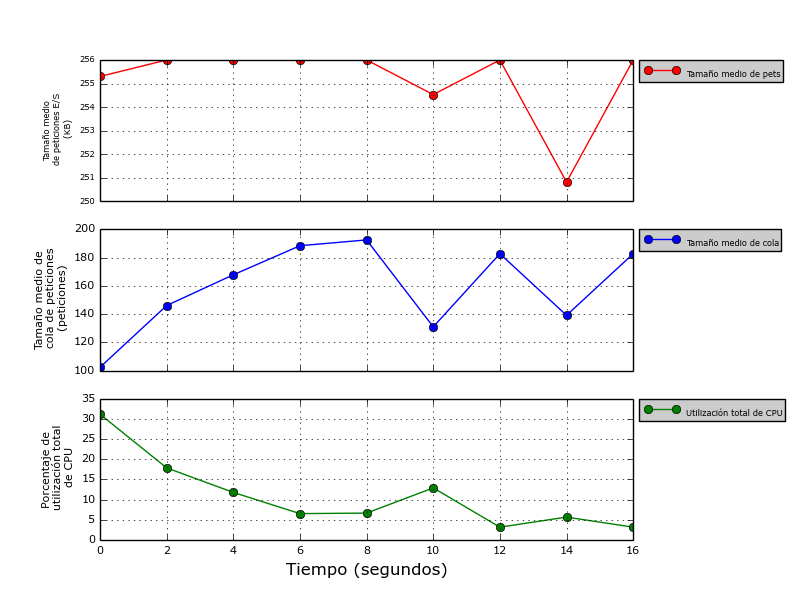 256
255
254
253
252
251
250
Tamaño medio
de peticiones E/S
(KB)
Tamaño medio de pets
200
180
160
140
120
100
Tamaño medio de
cola de peticiones
(peticiones)
Tamaño medio de cola
35
30
25
20
15
10
5
0
Porcentaje de
utilización total
de CPU
Utilización total de CPU
0 2 4 6 8 10 12 14 16
Tiempo (segundos)